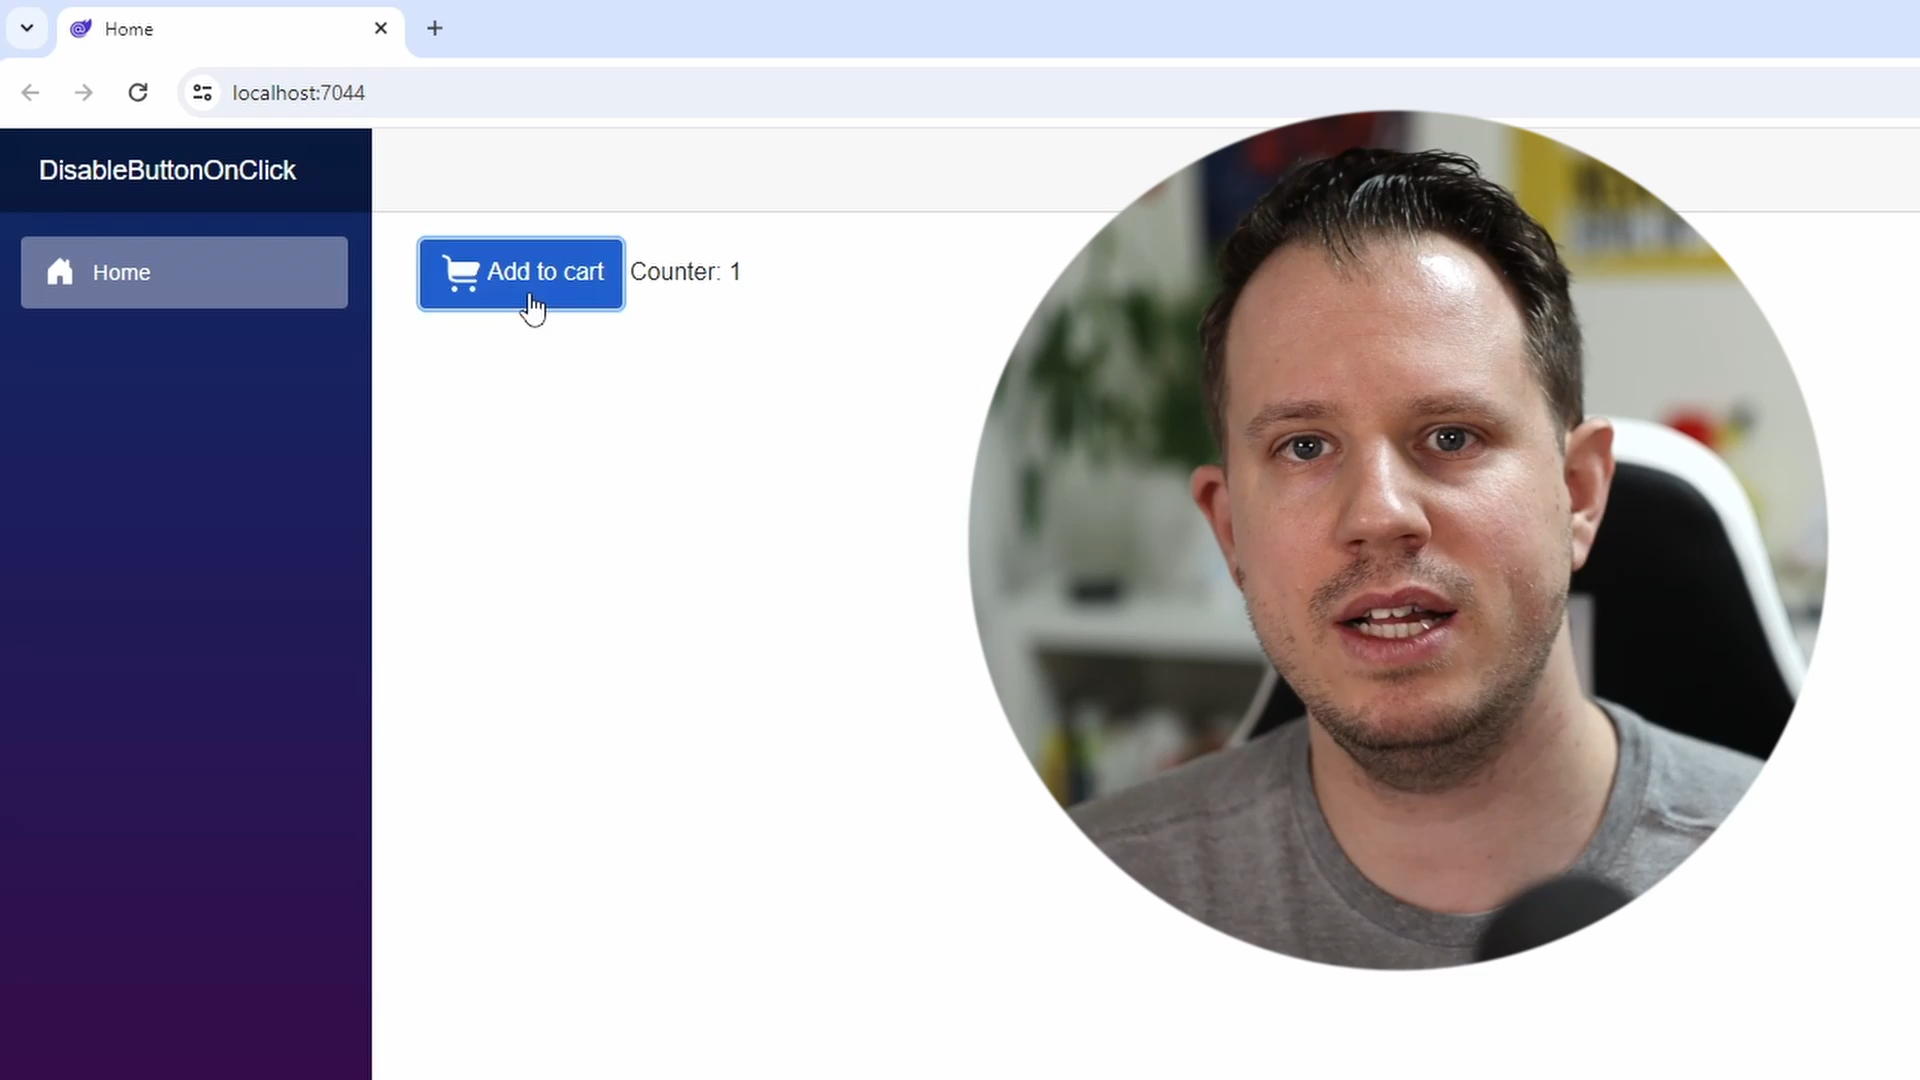 Home
localhost:7044
DisableButtonOnClick
Home
Add to cart Counter: 1